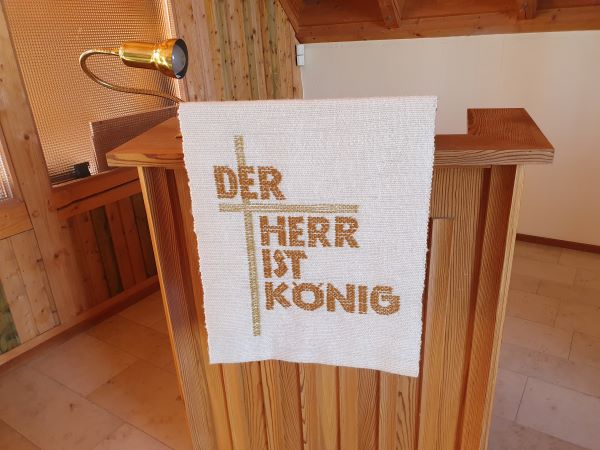 DER
HERR
IST
KÖNIG